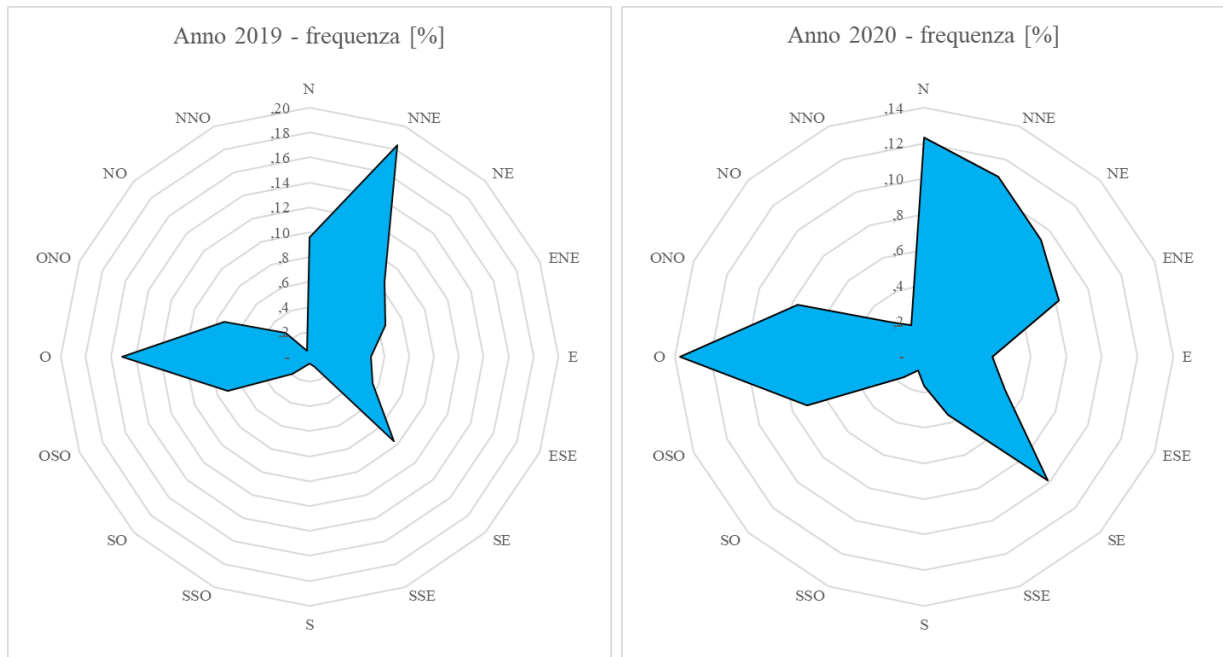 Anno 2019 - frequenza [%]
N
NNE
NE
ENE
E
ESE
SE
SSE
S
SSO
SO
OSO
O
ONO
NO
NNO
,20
,18
,16
,14
,12
,10
,8
,6
,4
,2
-
Anno 2020 - frequenza [%]
N
NNE
NE
ENE
E
ESE
SE
SSE
S
SSO
SO
OSO
O
ONO
NO
NNO
,14
,12
,10
,8
,6
,4
,2
-